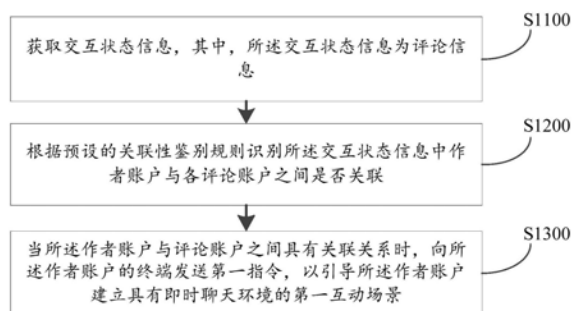 S1100
获取交互状态信息，其中，所述交互状态信息为评论信
息
S1200
根据预设的关联性鉴别规则识别所述交互状态信息中作
者账户与各评论账户之间是否关联
S1300
当所述作者账户与评论账户之间具有关联关系时，向所
述作者账户的终端发送第一指令，以引导所述作者账户
建立具有即时聊天环境的第一互动场景